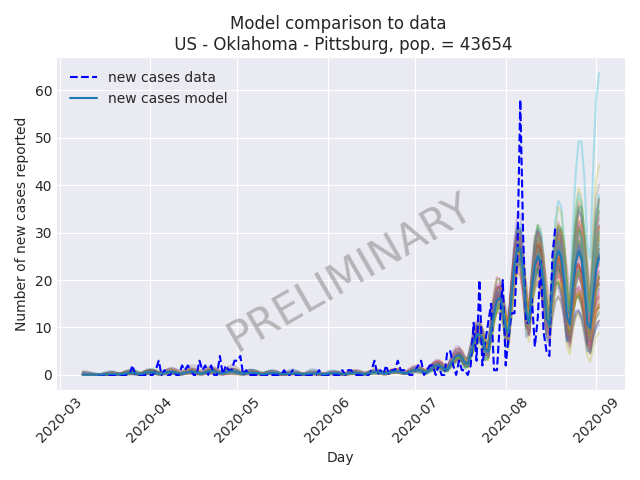 Model comparison to data
US - Oklahoma - Pittsburg, pop. = 43654
new cases data
new cases model
Number of new cases reported
60
50
40
30
20
10
0
PRELIMINARY
2020-03
2020-04
2020-05
2020-06
2020-07
2020-08
2020-09
Day